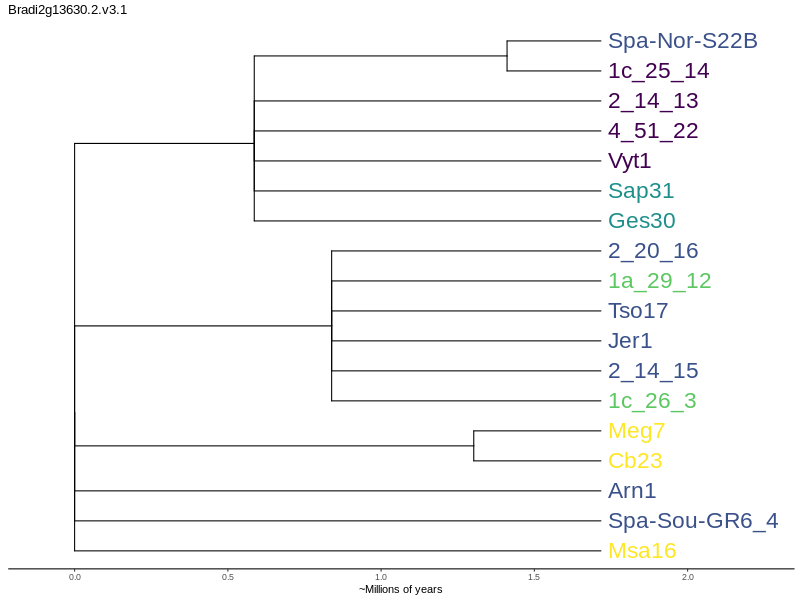 Bradi2g13630.2.v3.1
Spa-Nor-S22B
1c_25_14
2_14_13
4_51_22
Vyt1
Sap31
Ges30
2_20_16
1a_29_12
Tso17
Jer1
2_14_15
1c_26_3
Meg7
Cb23
Arn1
Spa-Sou-GR6_4
Msa16
0.0 0.5 1.0 1.5 2.0
~Millions of years